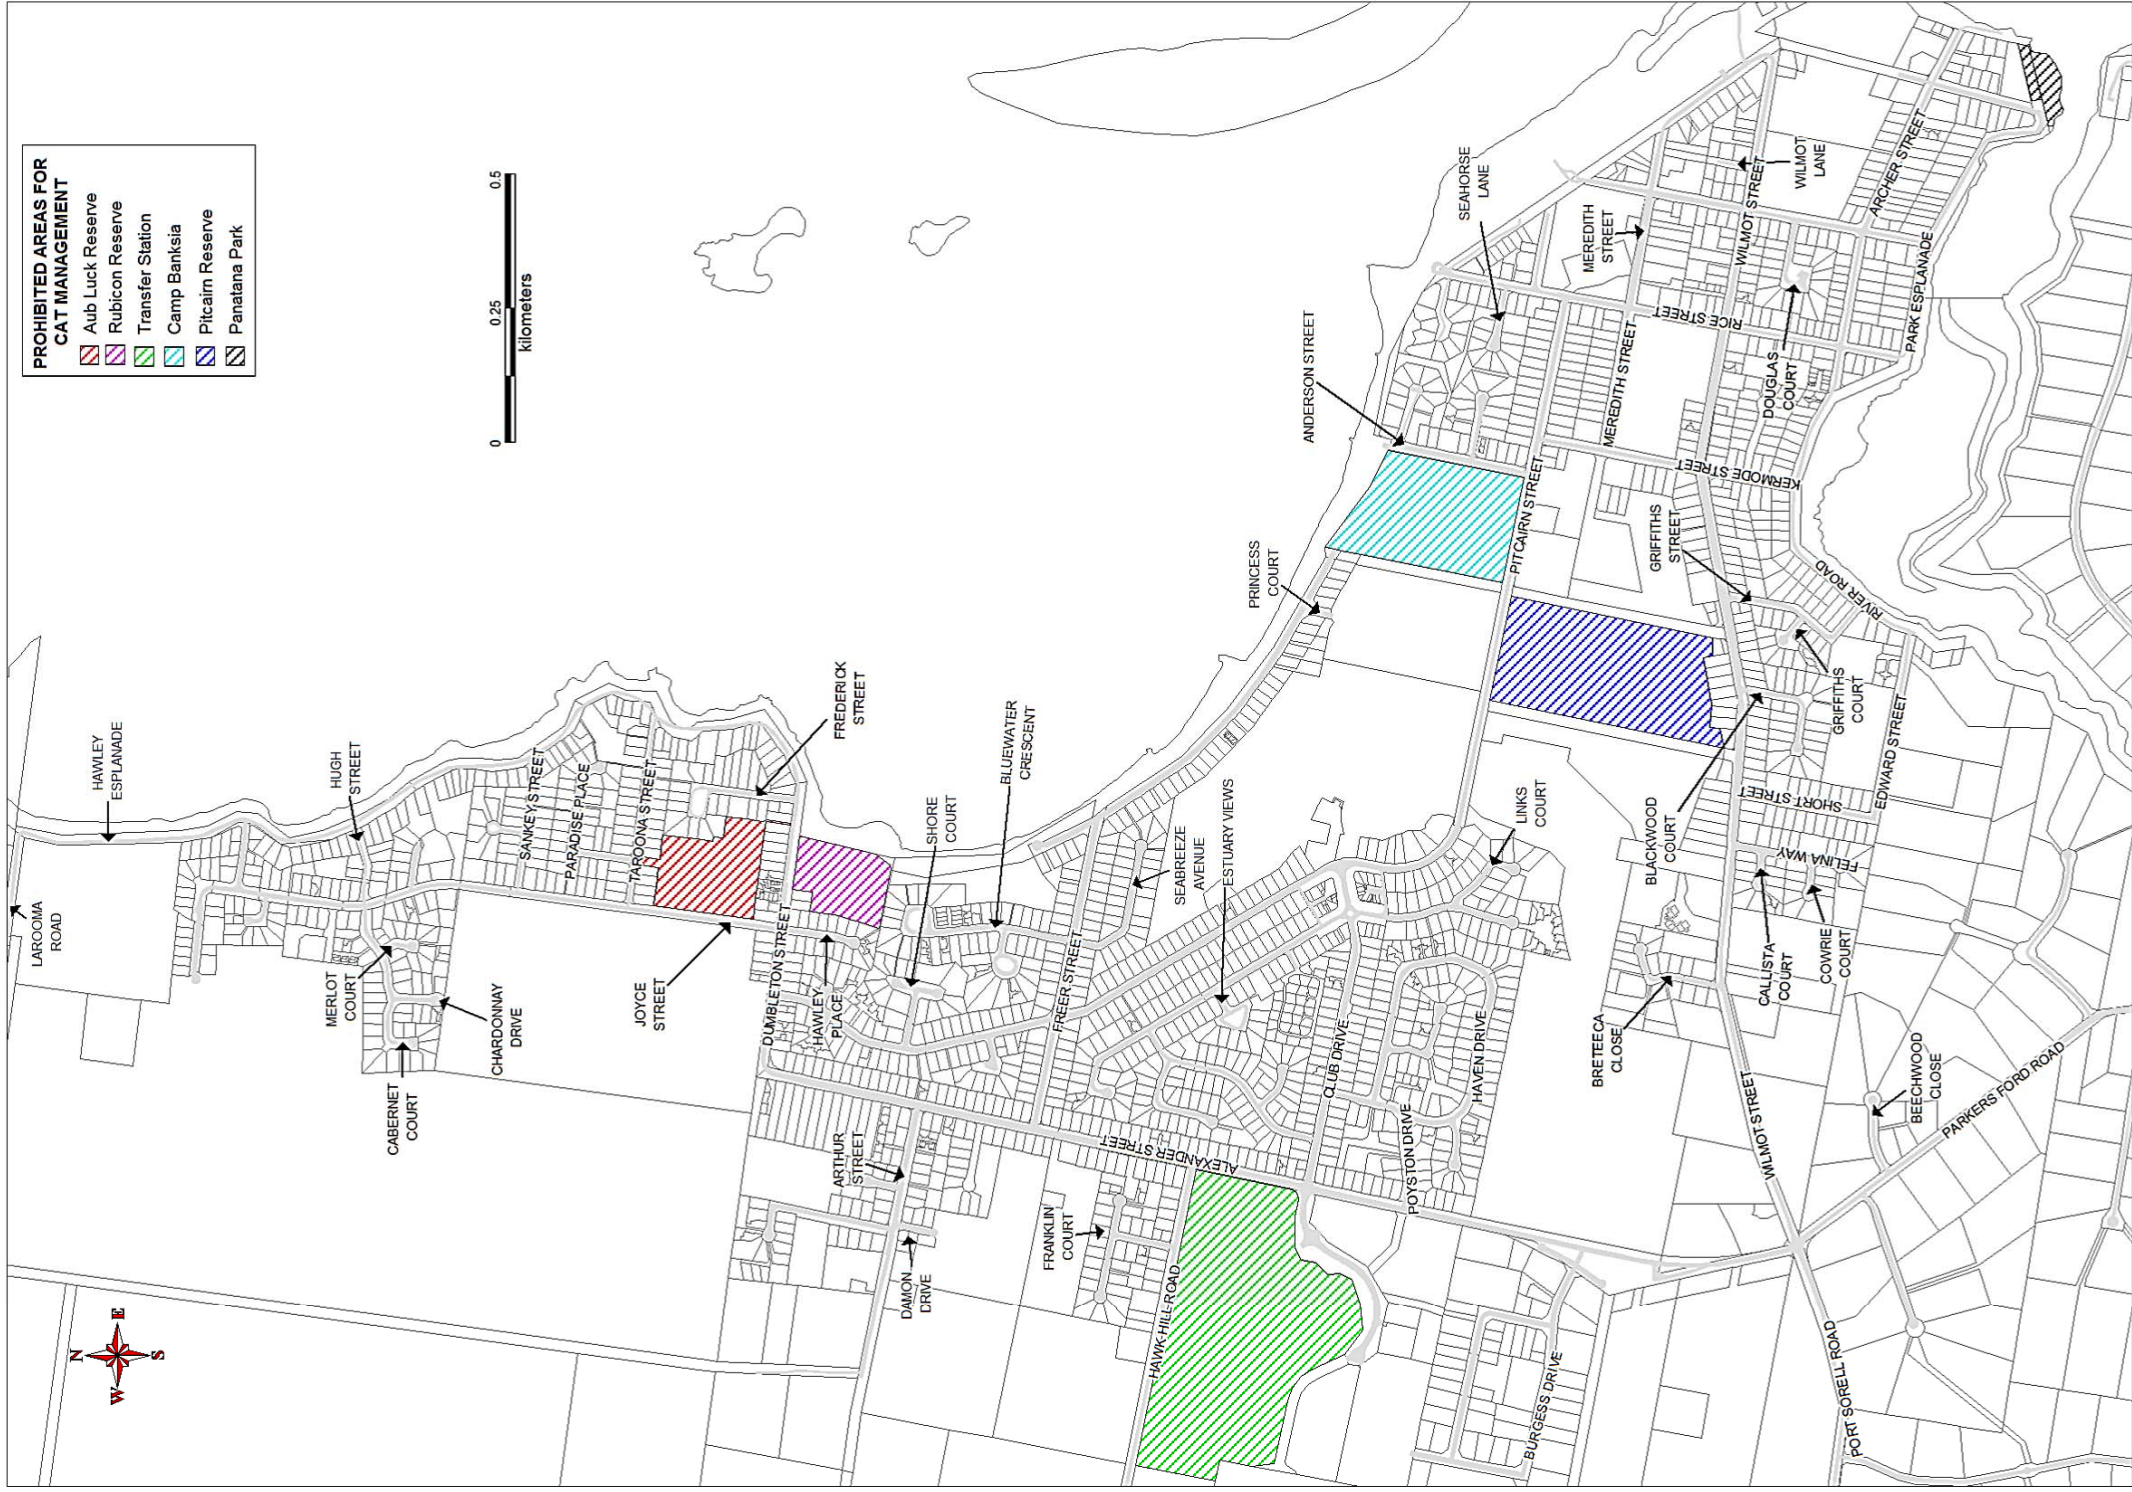 PROHIBITED AREAS FOR
CAT MANAGEMENT
Aub Luck Reserve
Rubicon Reserve
Transfer Station
Camp Banksia
Pitcairn Reserve
Panatana Park
0
0.25
0.5
kilometers
N
W
E
S
LAROOMA
ROAD
HAWLEY
ESPLANADE
HUGH
STREET
MERLOT
COURT
CHARDONNAY
DRIVE
CABERNET
COURT
SANKEY STREET
PARADISE PLACE
TAROONA STREET
FREDERICK
STREET
JOYCE
STREET
DUMBLETON STREET
HAWLEY
PLACE
SHORE
COURT
BLUEWATER
CRESCENT
ARTHUR
STREET
DAMON
DRIVE
FREER STREET
SEABREEZE
AVENUE
ESTUARY VIEWS
FRANKLIN
COURT
ALEXANDER STREET
HAWK HILL ROAD
CLUB DRIVE
POYSTON DRIVE
HAVEN DRIVE
LINKS
COURT
PRINCESS
COURT
ANDERSON STREET
SEAHORSE
LANE
PITCAIRN STREET
MEREDITH
STREET
MEREDITH STREET
RICE STREET
WILMOT STREET
WILMOT
LANE
ARCHER STREET
PARK ESPLANADE
DOUGLAS
COURT
KERMODE STREET
GRIFFITHS
STREET
RIVER ROAD
GRIFFITHS
COURT
EDWARD STREET
SHORT STREET
BLACKWOOD
COURT
FELINA WAY
CALLISTA
COURT
COWRIE
COURT
BRETEECA
CLOSE
WILMOT STREET
BEECHWOOD
CLOSE
PARKERS FORD ROAD
PORT SORELL ROAD
BURGESS DRIVE